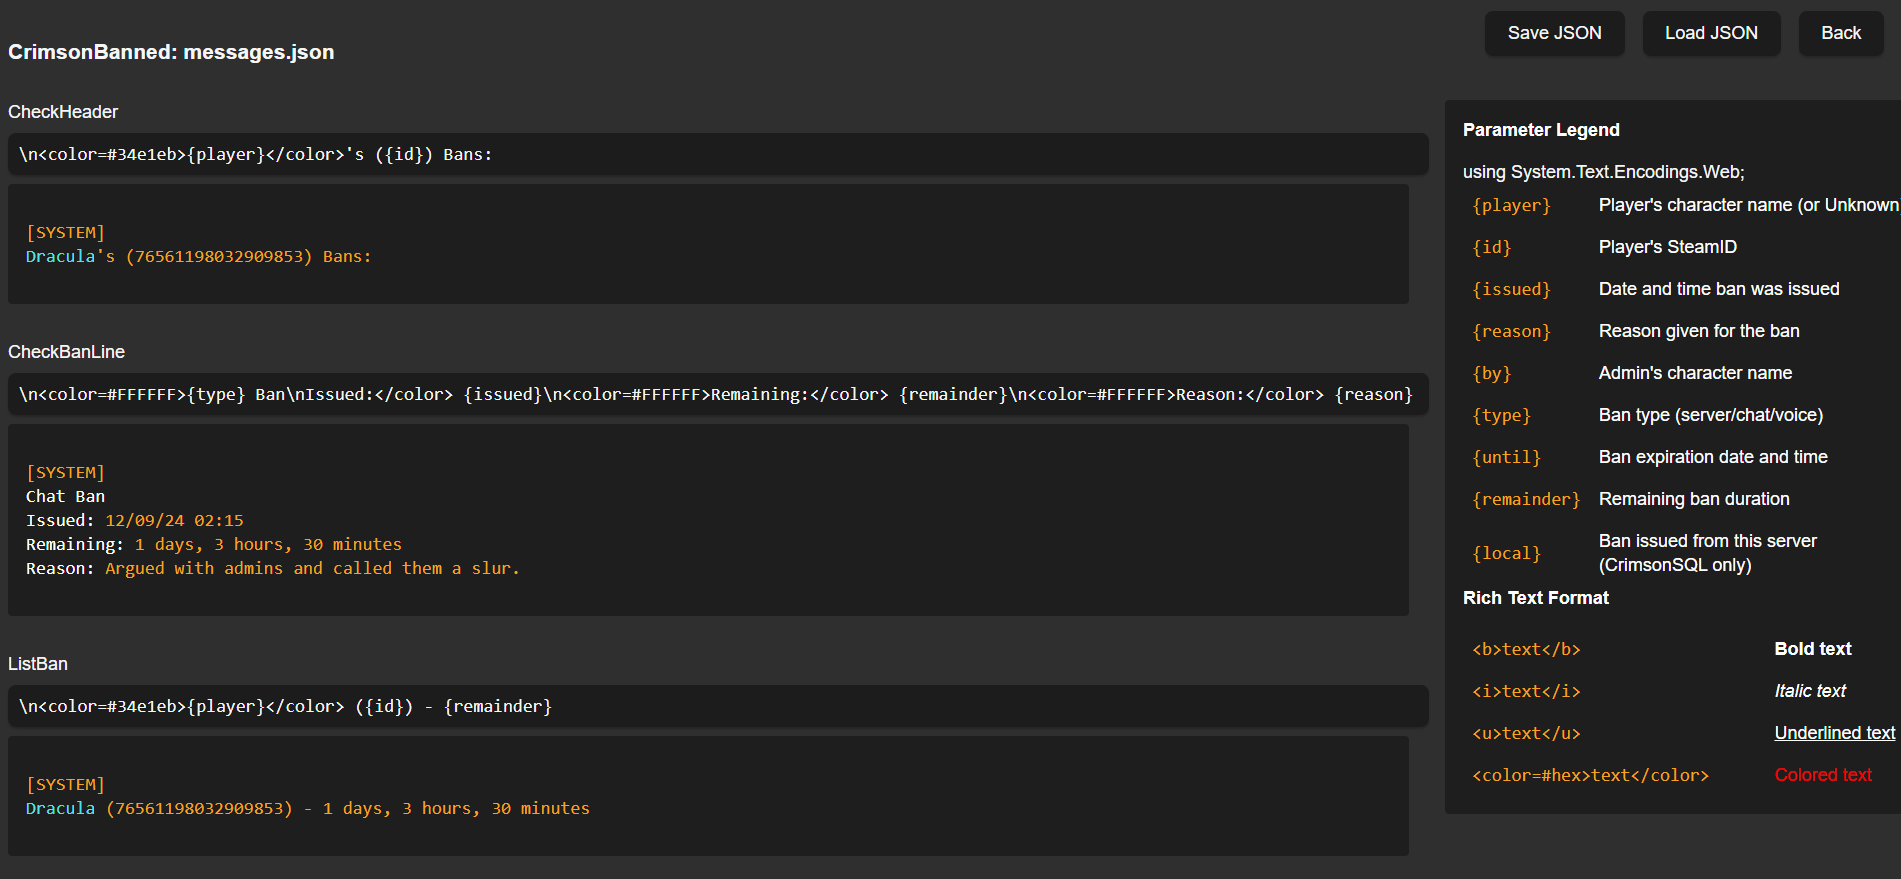 CrimsonBanned: messages.json
Save JSON
Load JSON
Back
CheckHeader
\n<color=#34e1eb>{player}</color>'s ({id}) Bans:
[SYSTEM]
Dracula's (76561198032909853) Bans:
CheckBanLine
\n<color=#FFFFFF>{type} Ban\nIssued:</color> {issued}\n<color=#FFFFFF>Remaining:</color> {remainder}\n<color=#FFFFFF>Reason:</color> {reason}
[SYSTEM]
Chat Ban
Issued: 12/09/24 02:15
Remaining: 1 days, 3 hours, 30 minutes
Reason: Argued with admins and called them a slur.
ListBan
\n<color=#34e1eb>{player}</color> ({id}) - {remainder}
[SYSTEM]
Dracula (76561198032909853) - 1 days, 3 hours, 30 minutes
Parameter Legend
using System.Text.Encodings.Web;
{player} Player's character name (or Unknown
{id} Player's SteamID
{issued} Date and time ban was issued
{reason} Reason given for the ban
{by} Admin's character name
{type} Ban type (server/chat/voice)
{until} Ban expiration date and time
{remainder} Remaining ban duration
{local} Ban issued from this server
(CrimsonSQL only)
Rich Text Format
<b>text</b> Bold text
<i>text</i> Italic text
<u>text</u> Underlined text
<color=#hex>text</color> Colored text